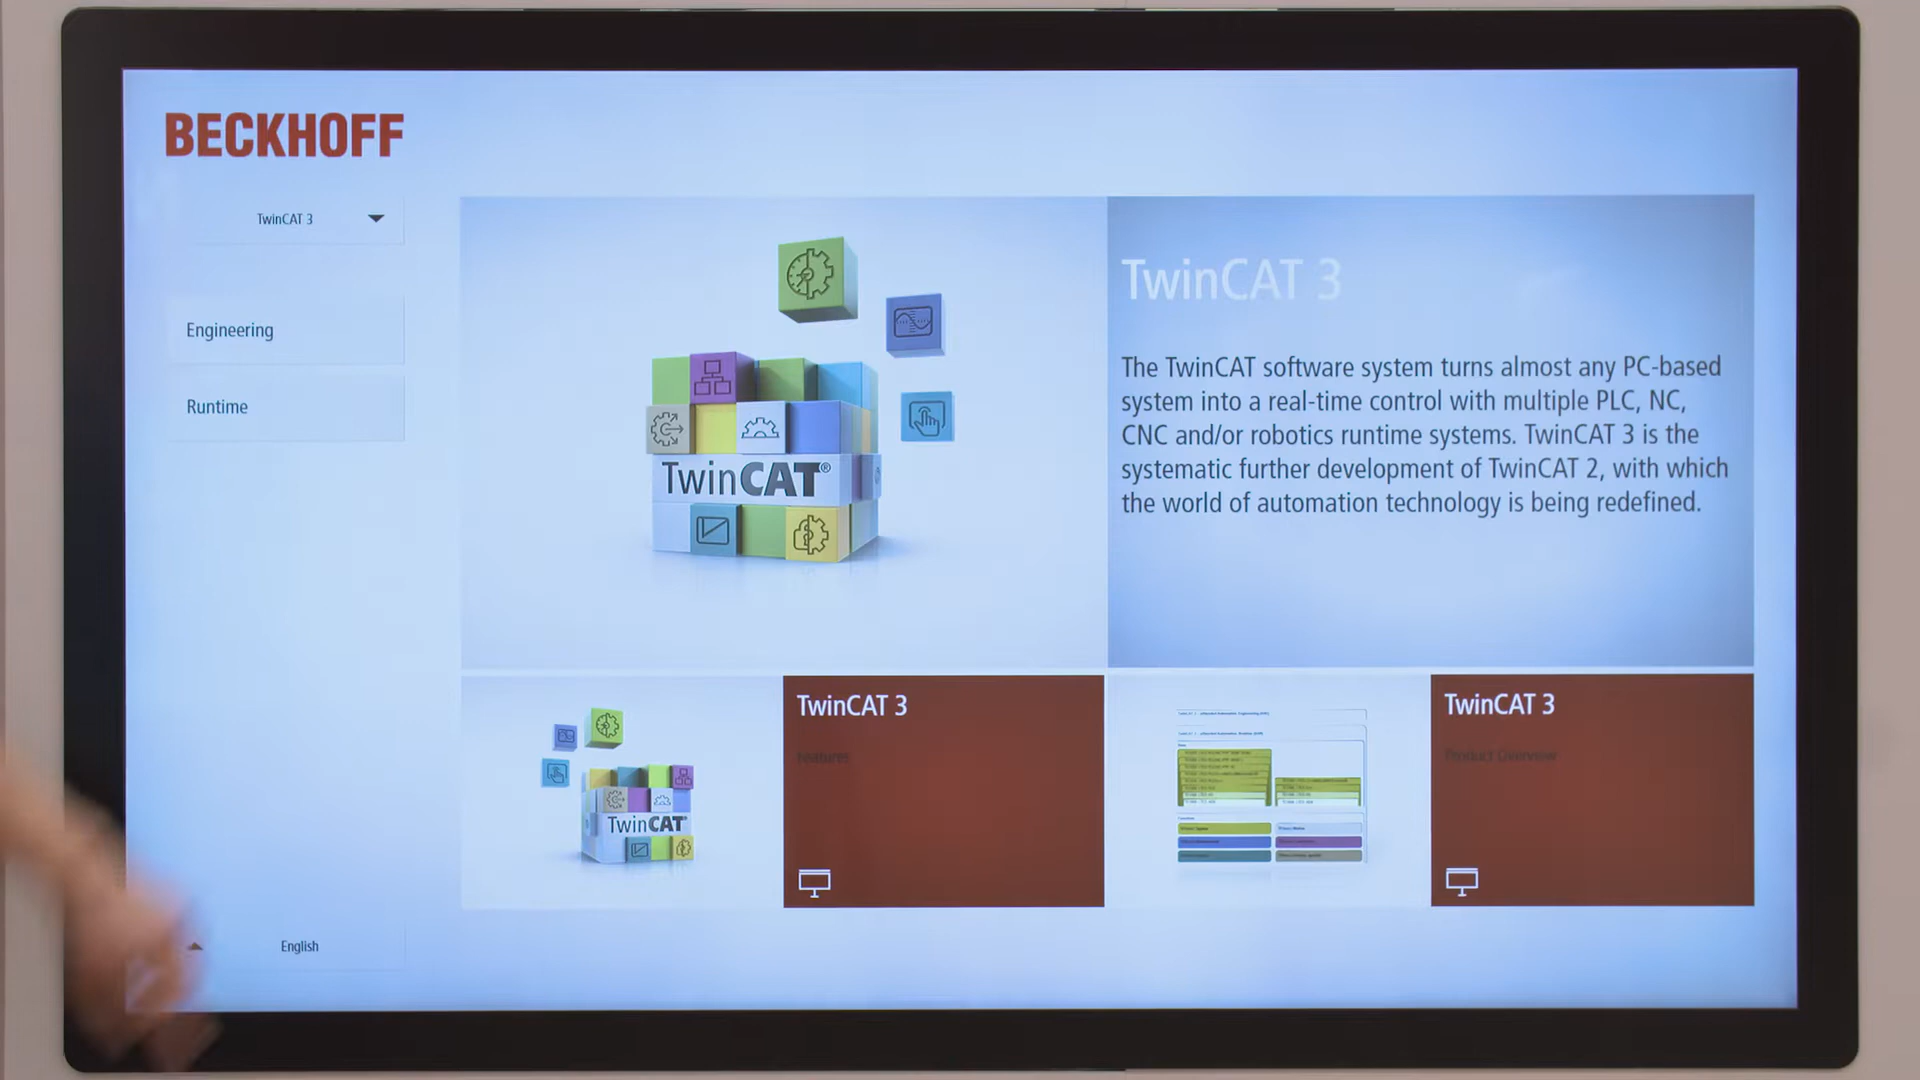 BECKHOFF
TwinCAT 3
Engineering
Runtime
TwinCAT®
TwinCAT 3
The TwinCAT software system turns almost any PC-based
system into a real-time control with multiple PLC, NC,
CNC and/or robotics runtime systems. TwinCAT 3 is the
systematic further development of TwinCAT 2, with which
the world of automation technology is being redefined.
TwinCAT
TwinCAT 3
Features
TwinCAT 3
Product Overview
English